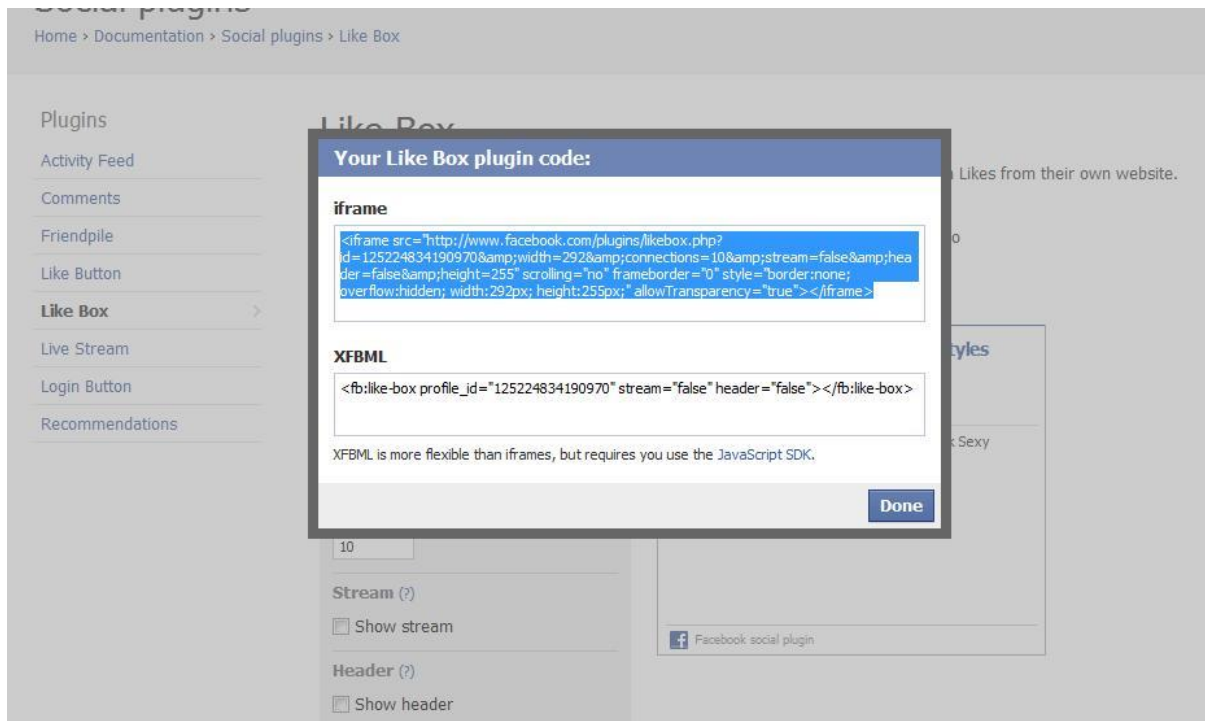 Social plugins
Home › Documentation › Social plugins › Like Box
Plugins
Activity Feed
Comments
Friendpile
Like Button
Like Box
Live Stream
Login Button
Recommendations
Like Box
Likes from their own website.
Your Like Box plugin code:
iframe
<iframe src="http://www.facebook.com/plugins/likebox.php?
id=125224834190970&amp;width=292&amp;connections=10&amp;stream=false&amp;hea
der=false&amp;height=255" scrolling="no" frameborder="0" style="border:none;
overflow:hidden; width:292px; height:255px;" allowTransparency="true"></iframe>
XFBML
<fb:like-box profile_id="125224834190970" stream="false" header="false"></fb:like-box>
XFBML is more flexible than iframes, but requires you use the JavaScript SDK.
Done
tyles
Sexy
10
Stream (?)
Show stream
Header (?)
Show header
Facebook social plugin